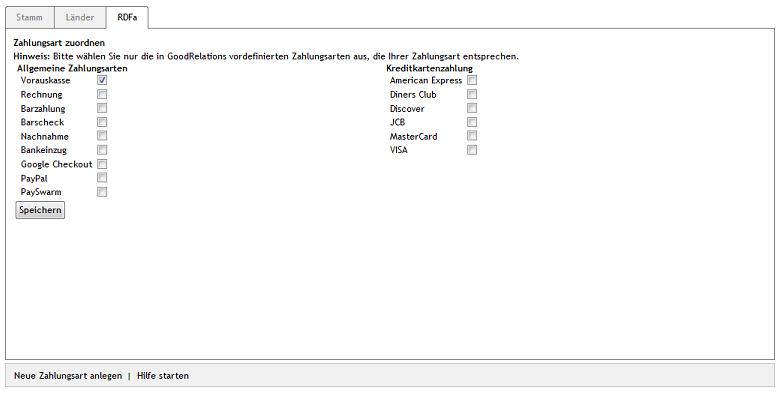 Stamm Länder RDFa
Zahlungsart zuordnen
Hinweis: Bitte wählen Sie nur die in GoodRelations vordefinierten Zahlungsarten aus, die Ihrer Zahlungsart entsprechen.
Allgemeine Zahlungsarten Kreditkartenzahlung
Vorauskasse American Express
Rechnung Diners Club
Barzahlung Discover
Barscheck JCB
Nachnahme MasterCard
Bankeinzug VISA
Google Checkout
PayPal
PaySwarm
Speichern
Neue Zahlungsart anlegen | Hilfe starten